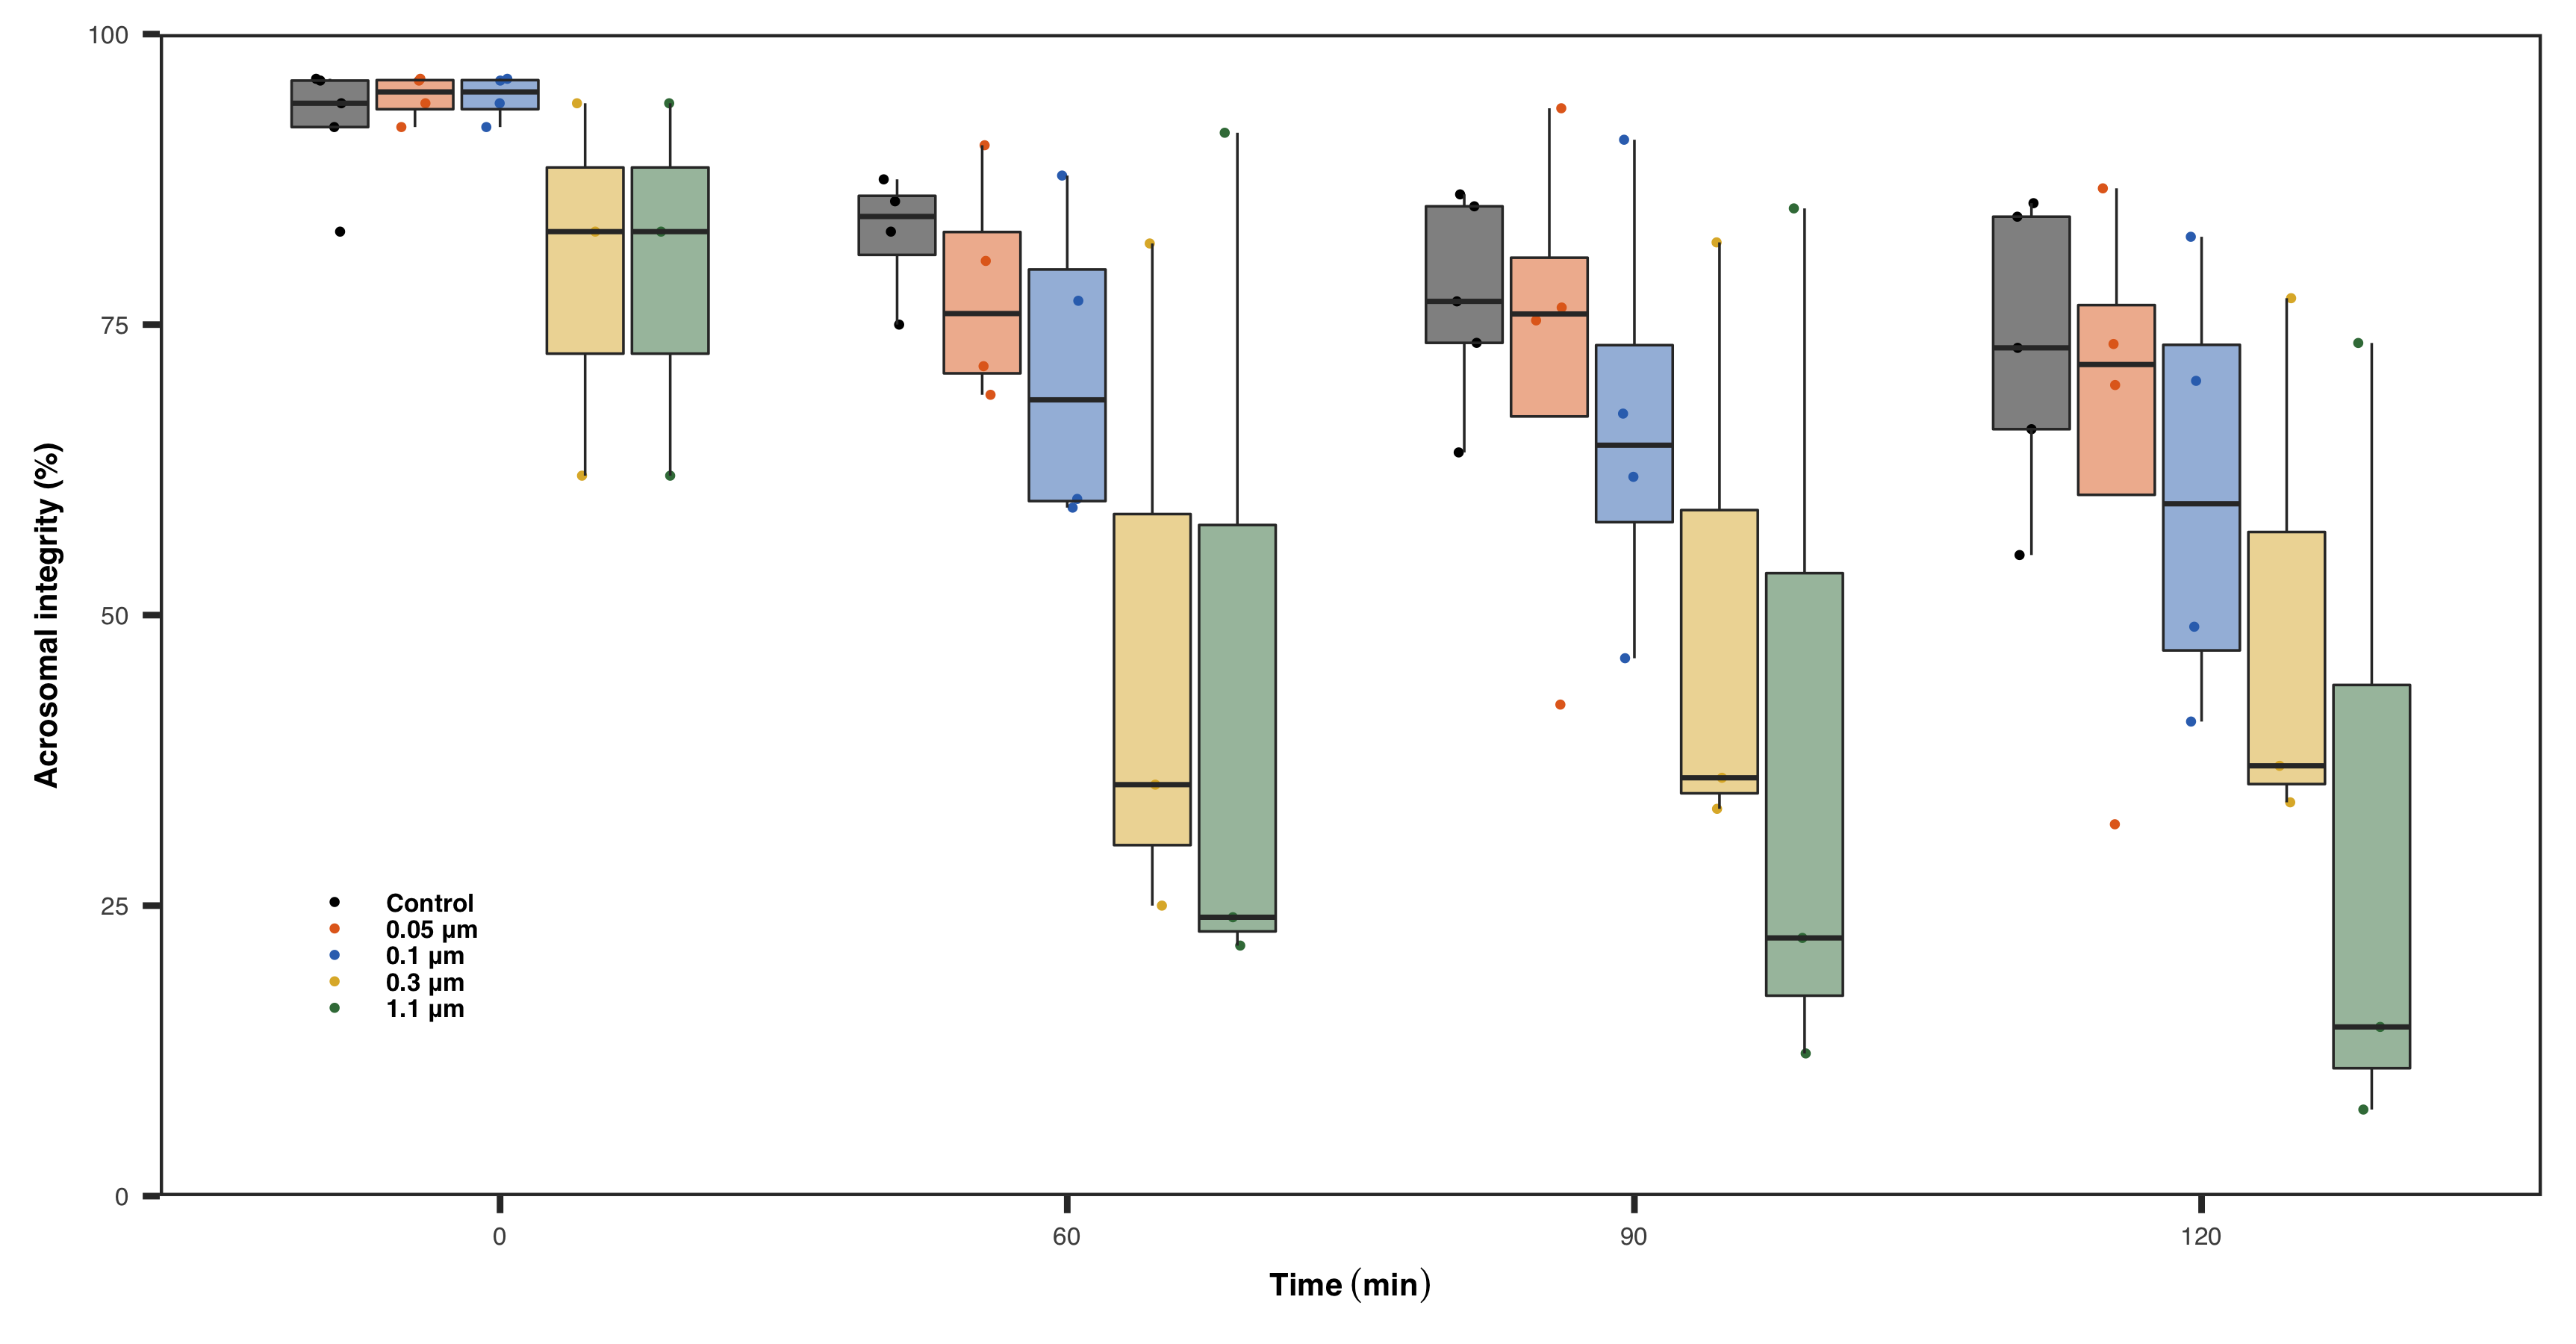 100
75
50
25
0
Acrosomal integrity (%)
Control
0.05 µm
0.1 µm
0.3 µm
1.1 µm
0 60 90 120
Time (min)